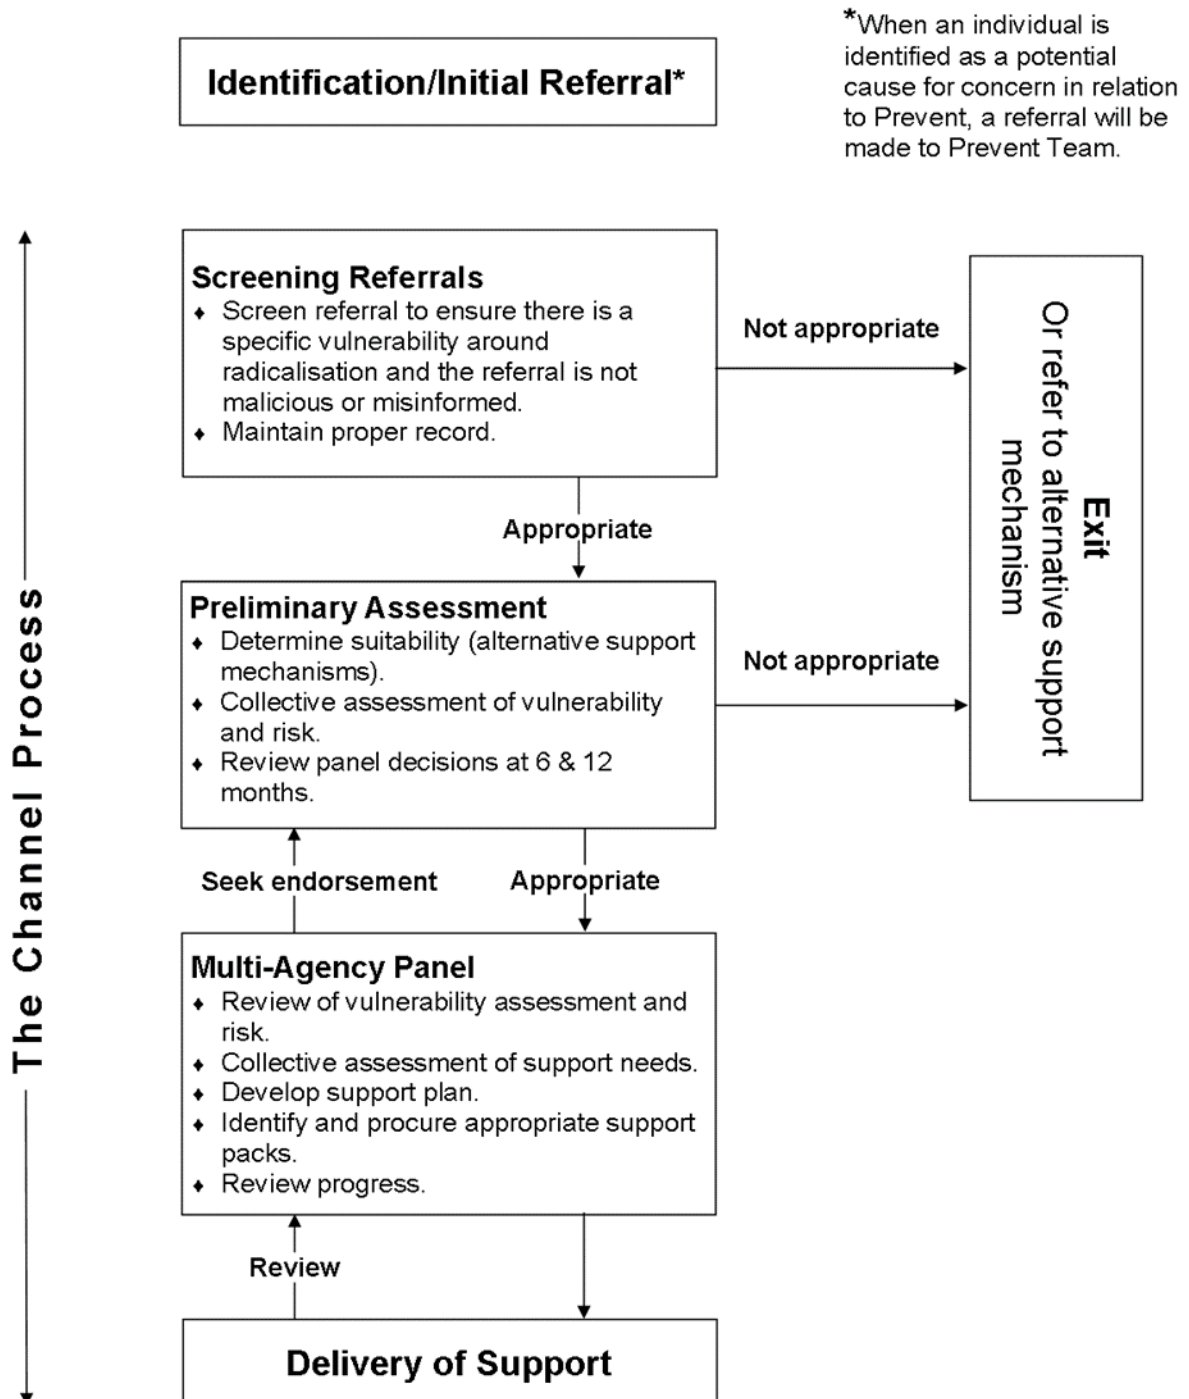 Identification/Initial Referral*
*When an individual is
identified as a potential
cause for concern in relation
to Prevent, a referral will be
made to Prevent Team.
The Channel Process
Screening Referrals
♦ Screen referral to ensure there is a
specific vulnerability around
radicalisation and the referral is not
malicious or misinformed.
♦ Maintain proper record.
Not appropriate
Exit
Or refer to alternative support
mechanism
Appropriate
Preliminary Assessment
♦ Determine suitability (alternative support
mechanisms).
♦ Collective assessment of vulnerability
and risk.
♦ Review panel decisions at 6 & 12
months.
Not appropriate
Seek endorsement
Appropriate
Multi-Agency Panel
♦ Review of vulnerability assessment and
risk.
♦ Collective assessment of support needs.
♦ Develop support plan.
♦ Identify and procure appropriate support
packs.
♦ Review progress.
Review
Delivery of Support